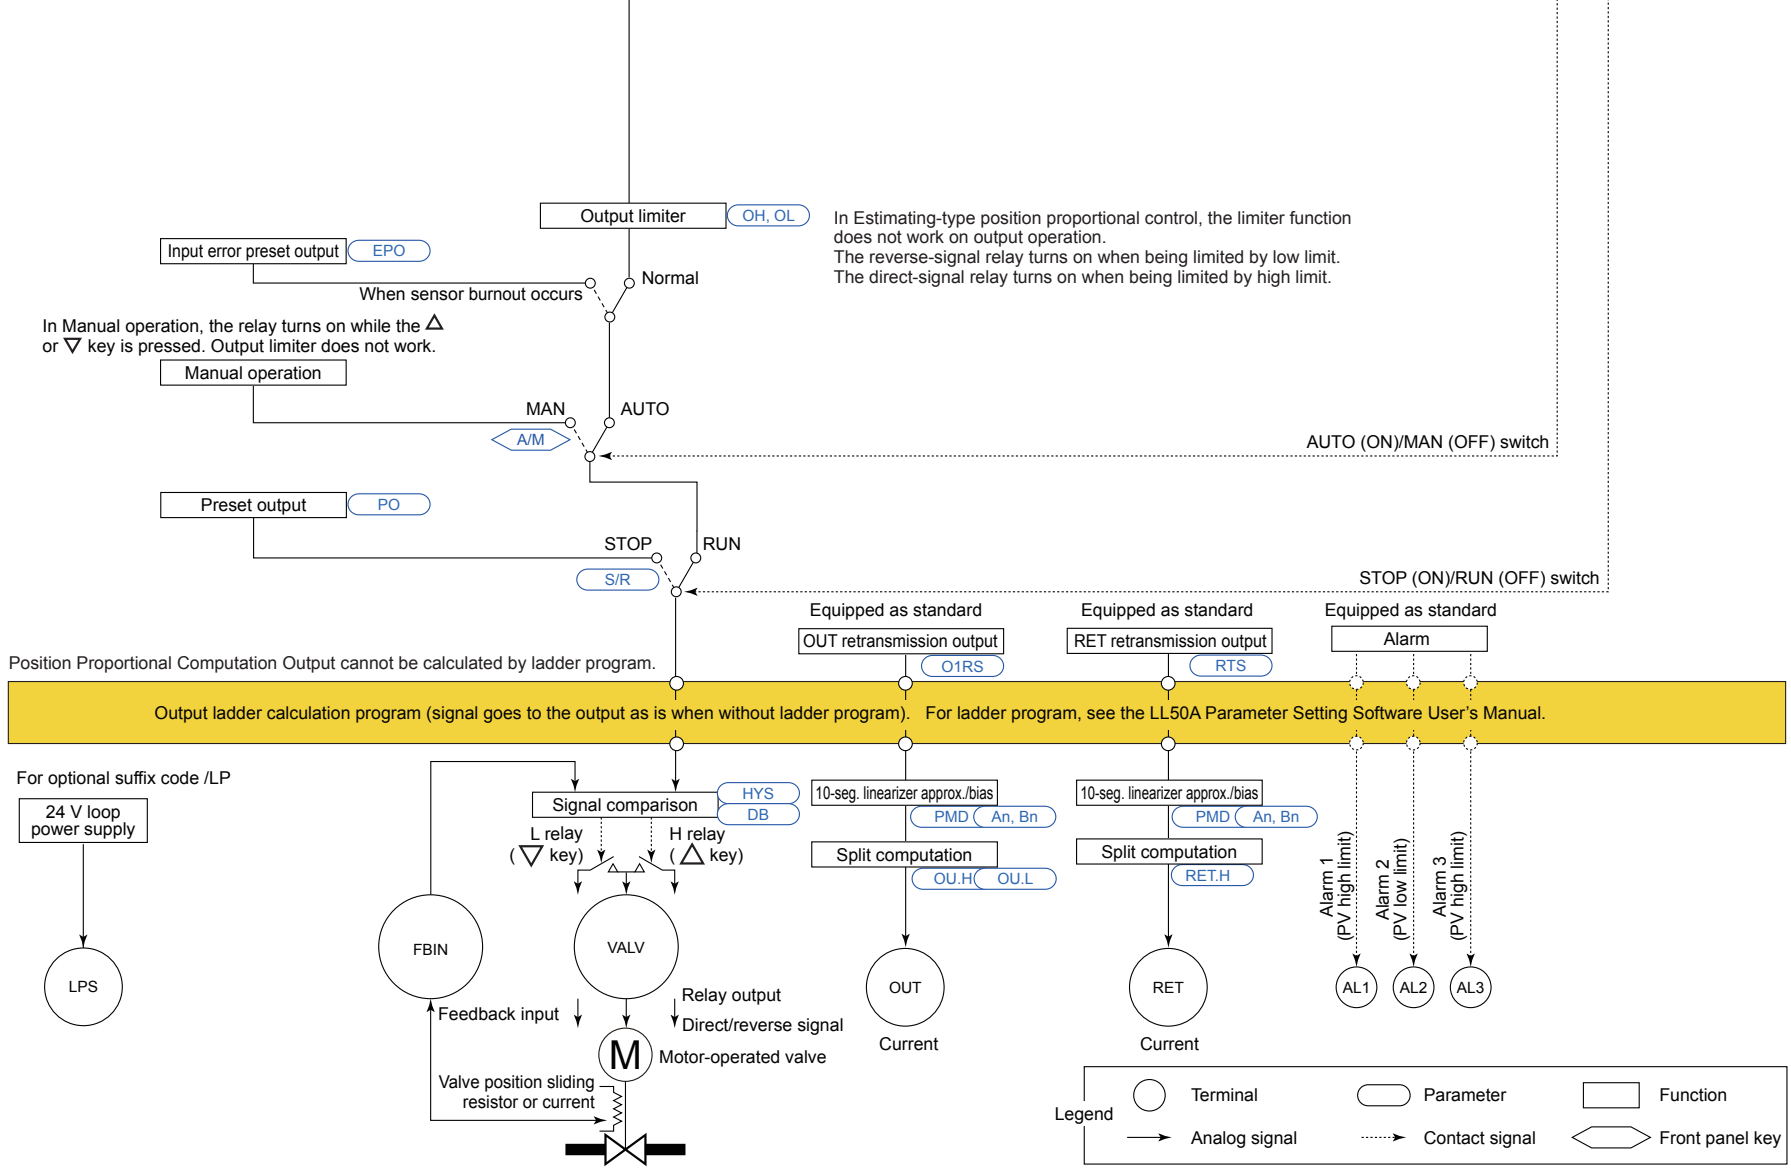 Output limiter
OH, OL
In Estimating-type position proportional control, the limiter function
does not work on output operation.
The reverse-signal relay turns on when being limited by low limit.
The direct-signal relay turns on when being limited by high limit.
Input error preset output
EPO
Normal
When sensor burnout occurs
In Manual operation, the relay turns on while the △
or ▽ key is pressed. Output limiter does not work.
Manual operation
MAN
AUTO
A/M
AUTO (ON)/MAN (OFF) switch
Preset output
PO
STOP
RUN
S/R
STOP (ON)/RUN (OFF) switch
Equipped as standard
Equipped as standard
Equipped as standard
OUT retransmission output
RET retransmission output
Alarm
O1RS
RTS
Position Proportional Computation Output cannot be calculated by ladder program.
Output ladder calculation program (signal goes to the output as is when without ladder program). For ladder program, see the LL50A Parameter Setting Software User's Manual.
For optional suffix code /LP
24 V loop
power supply
LPS
Signal comparison
HYS
DB
L relay
( ▽ key)
H relay
( △ key)
FBIN
VALV
Feedback input
Relay output
Direct/reverse signal
M
Motor-operated valve
Valve position sliding
resistor or current
10-seg. linearizer approx./bias
PMD
An, Bn
Split computation
OU.H
OU.L
OUT
Current
10-seg. linearizer approx./bias
PMD
An, Bn
Split computation
RET.H
RET
Current
Alarm 1
(PV high limit)
Alarm 2
(PV low limit)
Alarm 3
(PV high limit)
AL1
AL2
AL3
Legend
Terminal
Parameter
Function
Analog signal
Contact signal
Front panel key